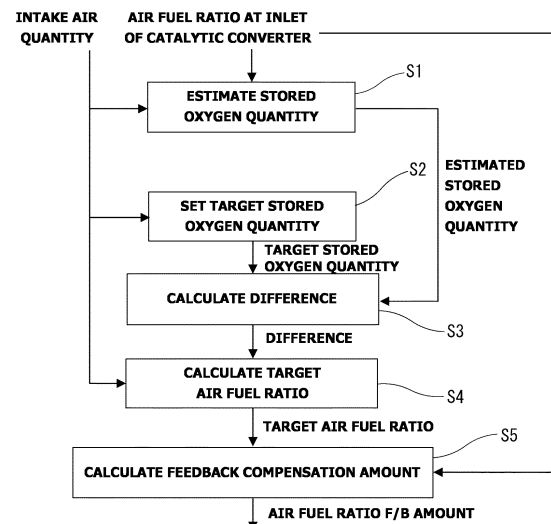 INTAKE AIR
QUANTITY
AIR FUEL RATIO AT INLET
OF CATALYTIC CONVERTER
S1
ESTIMATE STORED
OXYGEN QUANTITY
ESTIMATED
STORED
OXYGEN
QUANTITY
S2
SET TARGET STORED
OXYGEN QUANTITY
TARGET STORED
OXYGEN QUANTITY
CALCULATE DIFFERENCE
S3
DIFFERENCE
CALCULATE TARGET
AIR FUEL RATIO
S4
TARGET AIR FUEL RATIO
S5
CALCULATE FEEDBACK COMPENSATION AMOUNT
AIR FUEL RATIO F/B AMOUNT